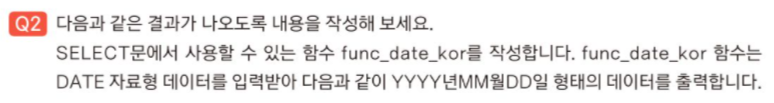 Q2 다음과 같은 결과가 나오도록 내용을 작성해 보세요.
SELECT문에서 사용할 수 있는 함수 func_date_kor를 작성합니다. func_date_kor 함수는
DATE 자료형 데이터를 입력받아 다음과 같이 YYYY년MM월DD일 형태의 데이터를 출력합니다.